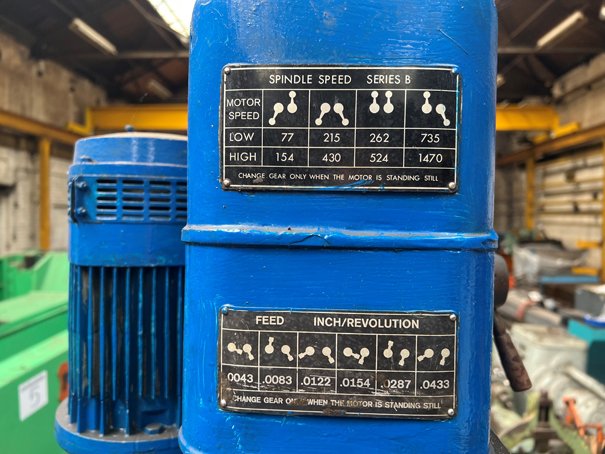 SPINDLE SPEED SERIES B
MOTOR SPEED
LOW 77 215 262 735
HIGH 154 430 524 1470
CHANGE GEAR ONLY WHEN THE MOTOR IS STANDING STILL
FEED INCH/REVOLUTION
.0043 .0083 .0122 .0154 .0287 .0433
CHANGE GEAR ONLY WHEN THE MOTOR IS STANDING STILL
5